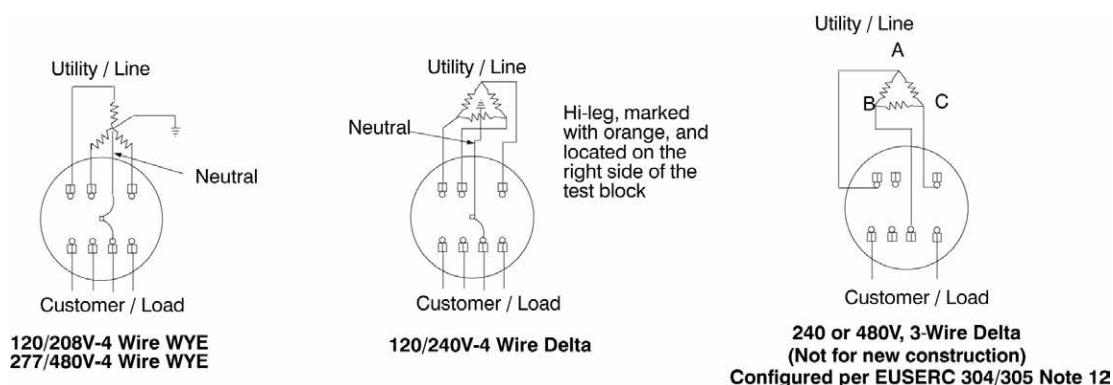 Utility / Line
Neutral
Customer / Load
120/208V-4 Wire WYE
277/480V-4 Wire WYE
Utility / Line
Neutral
Hi-leg, marked
with orange, and
located on the
right side of the
test block
Customer / Load
120/240V-4 Wire Delta
Utility / Line
A
B
C
Customer / Load
240 or 480V, 3-Wire Delta
(Not for new construction)
Configured per EUSERC 304/305 Note 12